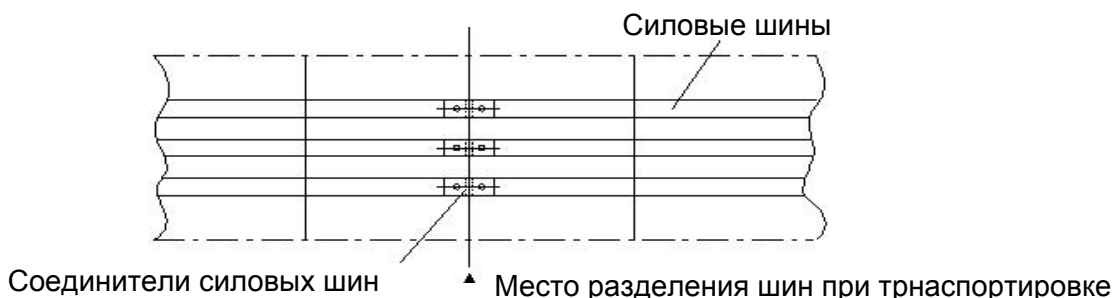 Силовые шины
Соединители силовых шин
Место разделения шин при трнаспортировке